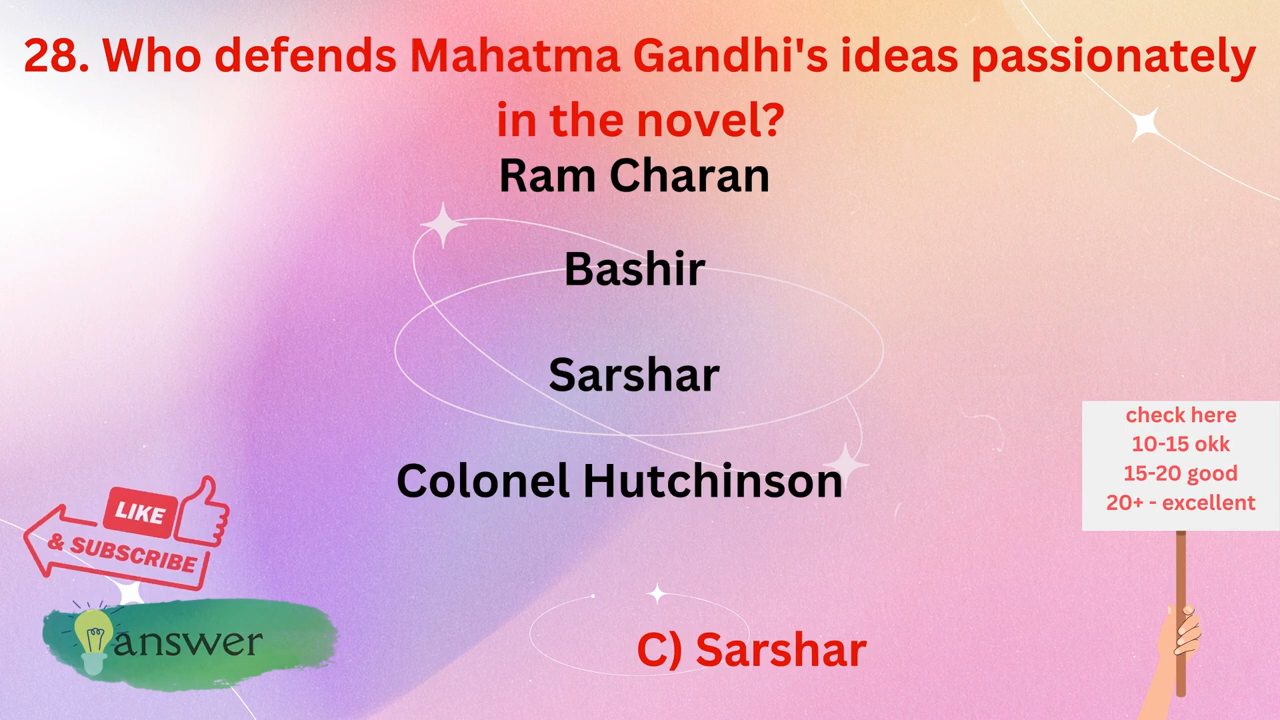 28. Who defends Mahatma Gandhi's ideas passionately
in the novel?
Ram Charan
Bashir
Sarshar
Colonel Hutchinson
check here
10-15 okk
15-20 good
20+ - excellent
LIKE
& SUBSCRIBE
answer
C) Sarshar